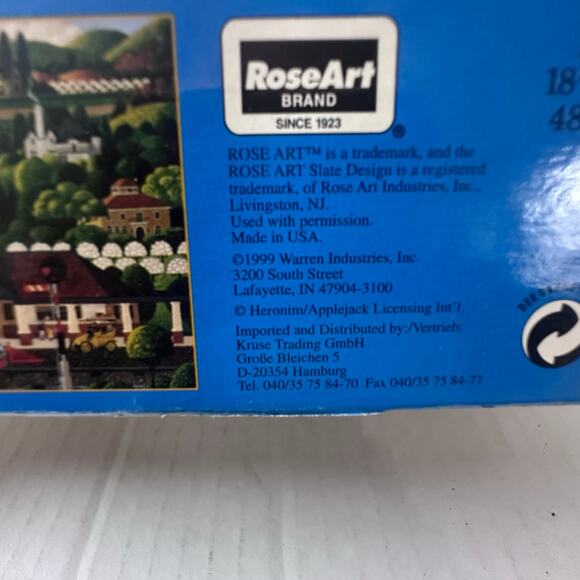 RoseArt
BRAND
SINCE 1923
®
ROSE ART™ is a trademark, and the
ROSE ART Slate Design is a registered
trademark, of Rose Art Industries, Inc.,
Livingston, NJ.
Used with permission.
Made in USA.
©1999 Warren Industries, Inc.
3200 South Street
Lafayette, IN 47904-3100
© Heronim/Applejack Licensing Int'l.
Imported and Distributed by:/Vertrieb:
Kruse Trading GmbH
Große Bleichen 5
D-20354 Hamburg
Tel. 040/35 75 84-70 Fax 040/35 75 84-77
18
48